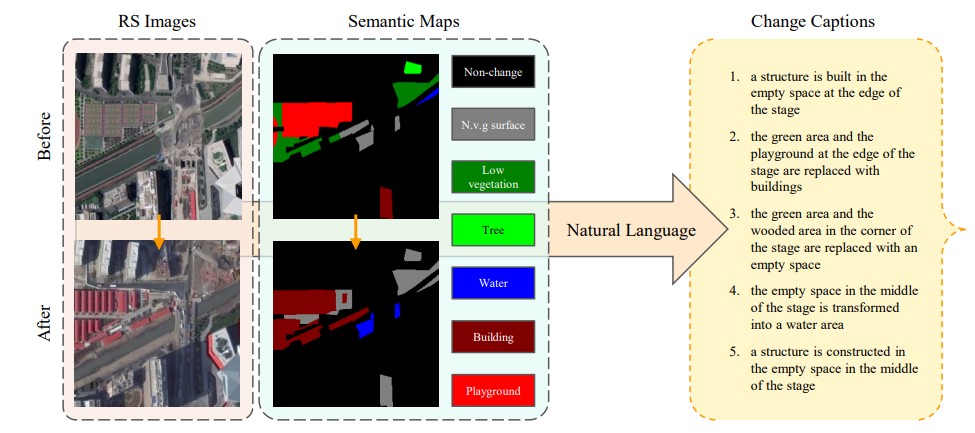 RS Images
Semantic Maps
Change Captions
Before
After
Non-change
N.v.g surface
Low
vegetation
Tree
Water
Building
Playground
Natural Language
1. a structure is built in the
empty space at the edge of
the stage
2. the green area and the
playground at the edge of the
stage are replaced with
buildings
3. the green area and the
wooded area in the corner of
the stage are replaced with an
empty space
4. the empty space in the middle
of the stage is transformed
into a water area
5. a structure is constructed in
the empty space in the middle
of the stage